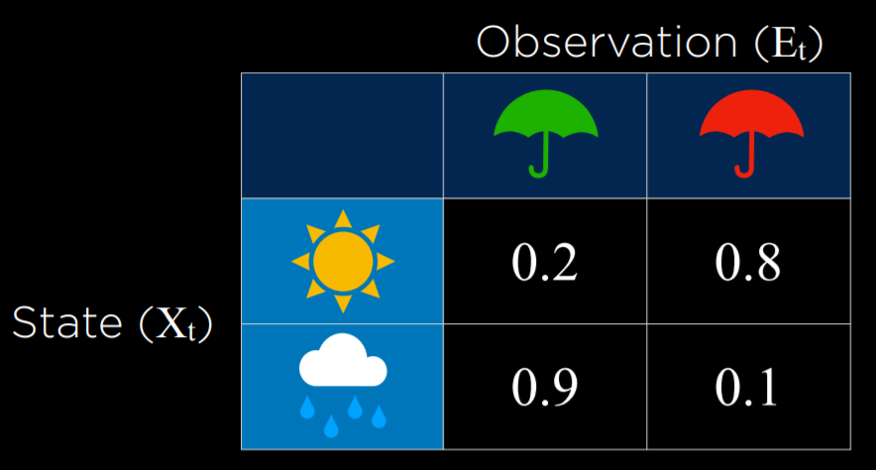 Observation (Eₜ)
0.2 0.8
State (Xₜ)
0.9 0.1